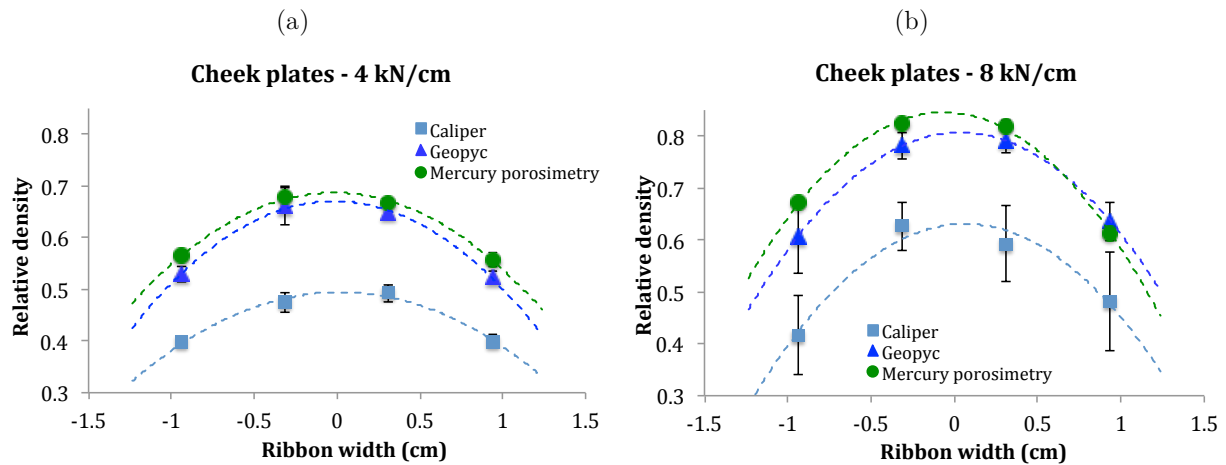 (a)
Cheek plates - 4 kN/cm
Relative density
0.8
0.7
0.6
0.5
0.4
0.3
Caliper
Geopyc
Mercury porosimetry
-1.5
-1
-0.5
0
0.5
1
1.5
Ribbon width (cm)
(b)
Cheek plates - 8 kN/cm
Relative density
0.8
0.7
0.6
0.5
0.4
0.3
Caliper
Geopyc
Mercury porosimetry
-1.5
-1
-0.5
0
0.5
1
1.5
Ribbon width (cm)